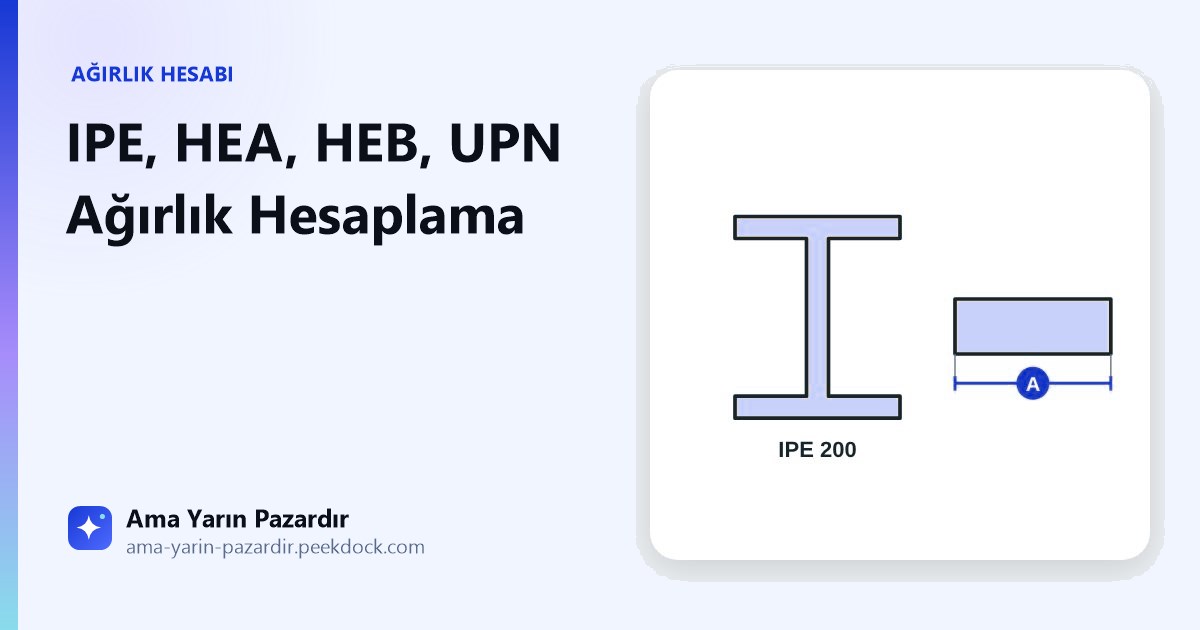 AĞIRLIK HESABI
IPE, HEA, HEB, UPN
Ağırlık Hesaplama
IPE 200
A
Ama Yarın Pazardır
ama-yarin-pazardir.peekdock.com